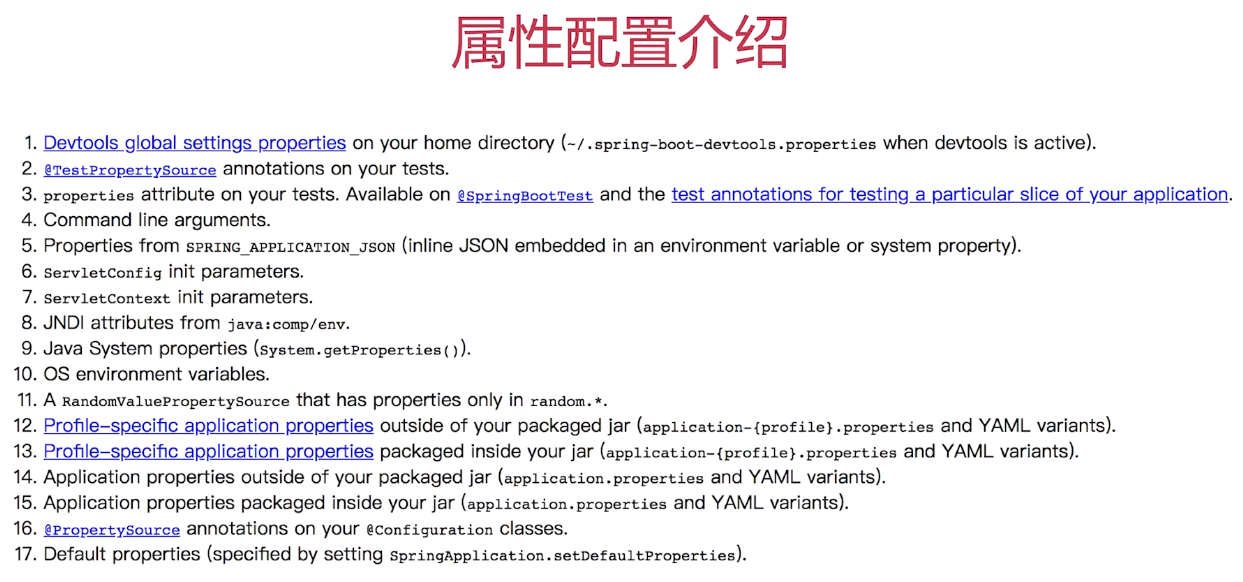 属性配置介绍
1. Devtools global settings properties on your home directory (~/.spring-boot-devtools.properties when devtools is active).
2. @TestPropertySource annotations on your tests.
3. properties attribute on your tests. Available on @SpringBootTest and the test annotations for testing a particular slice of your application.
4. Command line arguments.
5. Properties from SPRING_APPLICATION_JSON (inline JSON embedded in an environment variable or system property).
6. ServletConfig init parameters.
7. ServletContext init parameters.
8. JNDI attributes from java:comp/env.
9. Java System properties (System.getProperties()).
10. OS environment variables.
11. A RandomValuePropertySource that has properties only in random.*.
12. Profile-specific application properties outside of your packaged jar (application-{profile}.properties and YAML variants).
13. Profile-specific application properties packaged inside your jar (application-{profile}.properties and YAML variants).
14. Application properties outside of your packaged jar (application.properties and YAML variants).
15. Application properties packaged inside your jar (application.properties and YAML variants).
16. @PropertySource annotations on your @Configuration classes.
17. Default properties (specified by setting SpringApplication.setDefaultProperties).